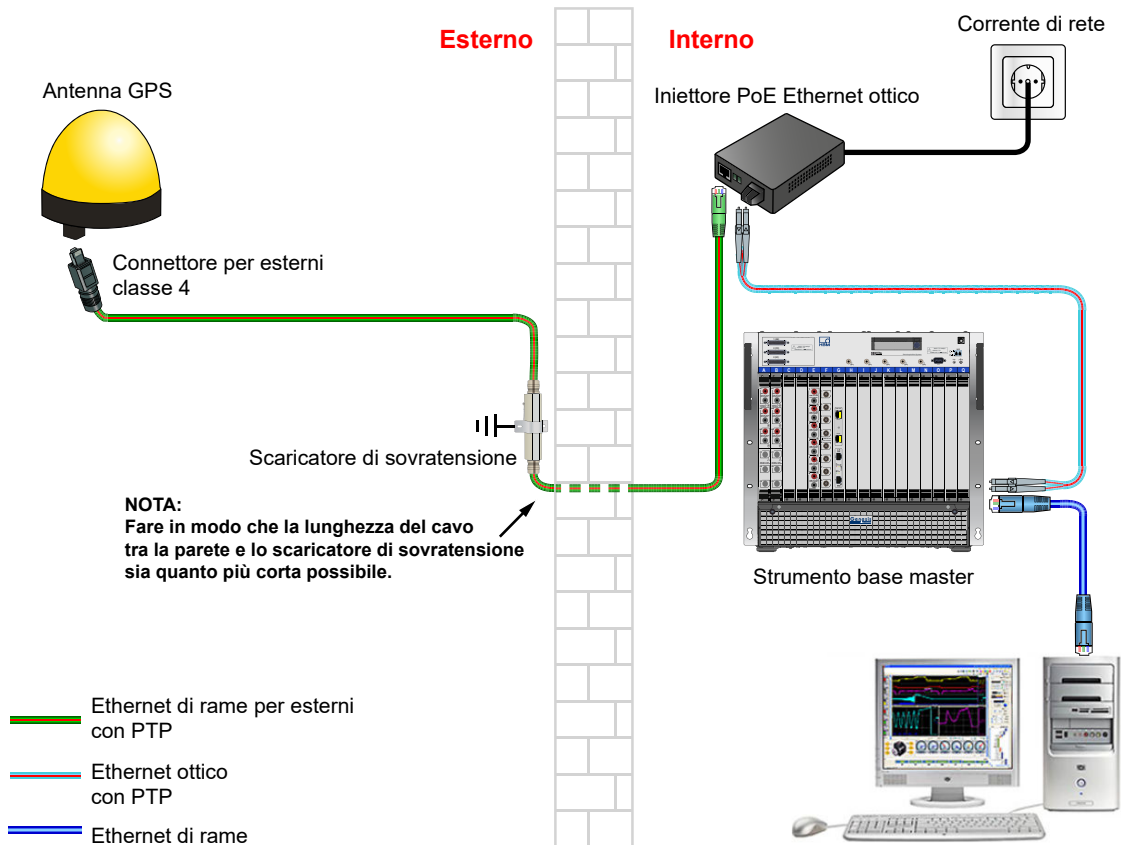 Esterno
Interno
Corrente di rete
Antenna GPS
Iniettore PoE Ethernet ottico
Connettore per esterni
classe 4
Scaricatore di sovratensione
NOTA:
Fare in modo che la lunghezza del cavo
tra la parete e lo scaricatore di sovratensione
sia quanto più corta possibile.
A B C D E F G H I J K L M N O P Q
Strumento base master
Ethernet di rame per esterni
con PTP
Ethernet ottico
con PTP
Ethernet di rame